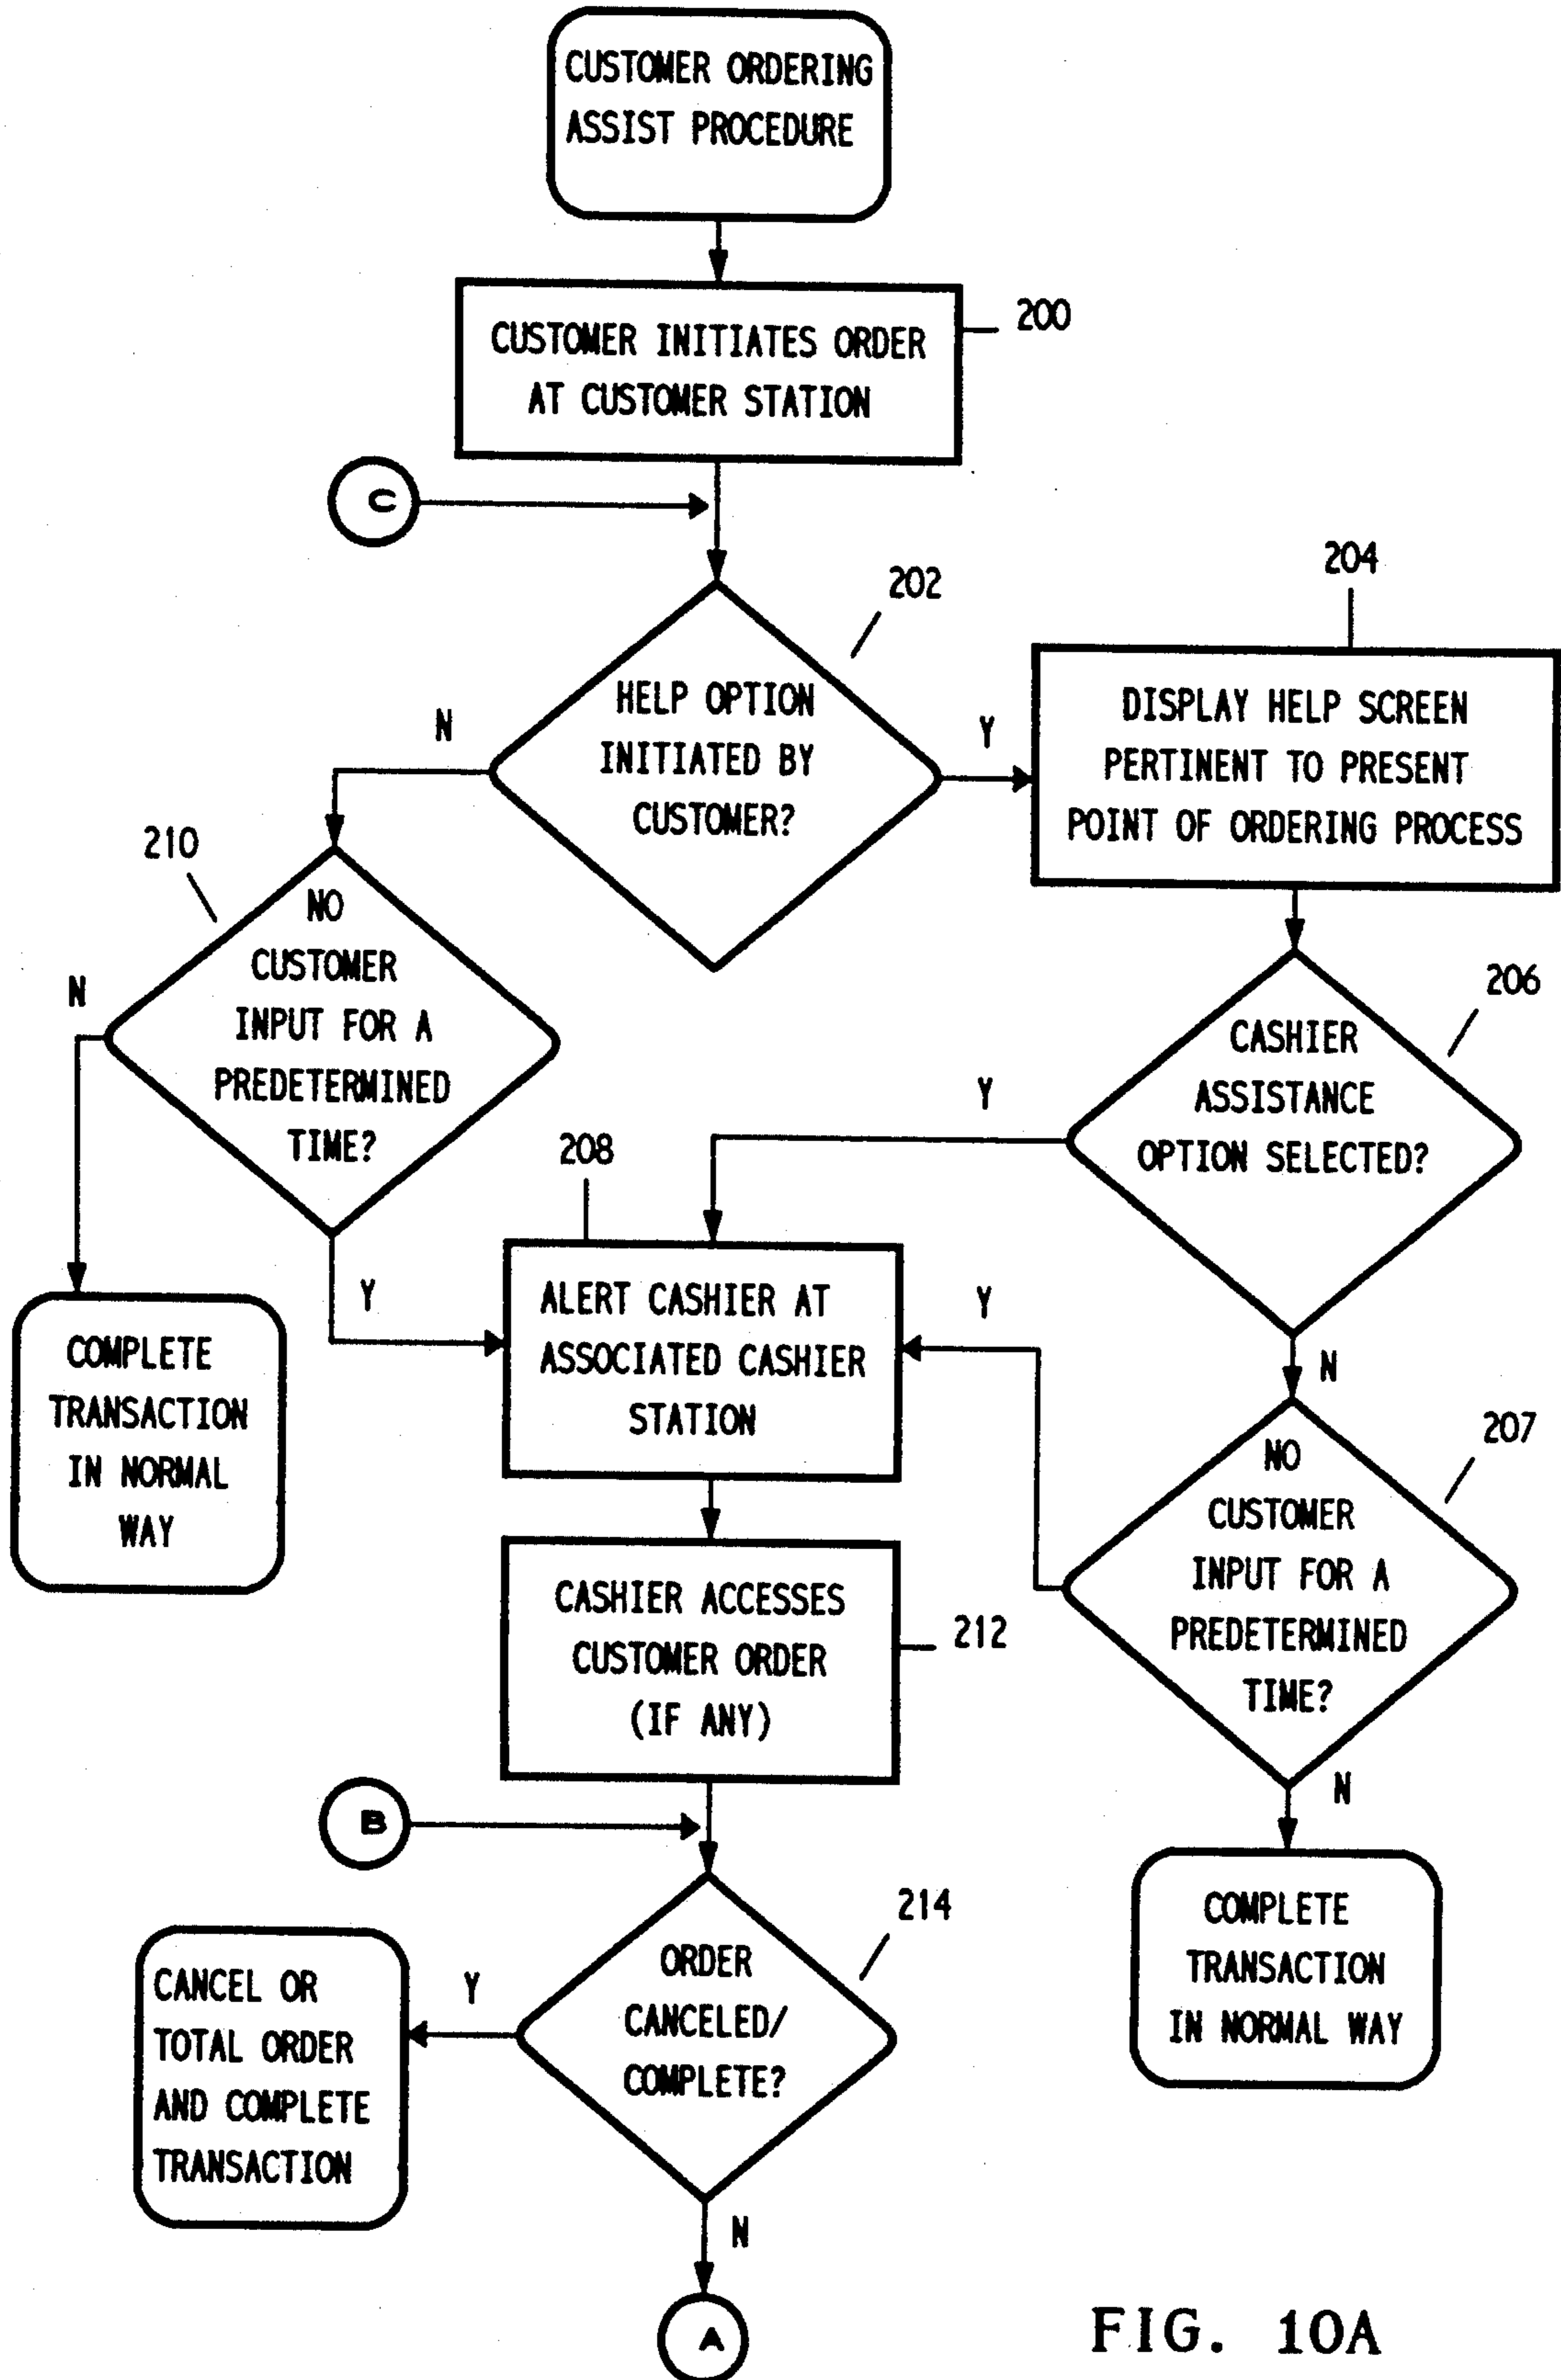 CUSTOMER ORDERING
ASSIST PROCEDURE
CUSTOMER INITIATES ORDER
AT CUSTOMER STATION
200
C
202
HELP OPTION
INITIATED BY
CUSTOMER?
N
Y
204
DISPLAY HELP SCREEN
PERTINENT TO PRESENT
POINT OF ORDERING PROCESS
210
NO
CUSTOMER
INPUT FOR A
PREDETERMINED
TIME?
N
Y
206
CASHIER
ASSISTANCE
OPTION SELECTED?
Y
N
208
ALERT CASHIER AT
ASSOCIATED CASHIER
STATION
Y
COMPLETE
TRANSACTION
IN NORMAL
WAY
207
NO
CUSTOMER
INPUT FOR A
PREDETERMINED
TIME?
N
CASHIER ACCESSES
CUSTOMER ORDER
(IF ANY)
212
B
214
ORDER
CANCELED/
COMPLETE?
Y
N
CANCEL OR
TOTAL ORDER
AND COMPLETE
TRANSACTION
COMPLETE
TRANSACTION
IN NORMAL WAY
A
FIG. 10A